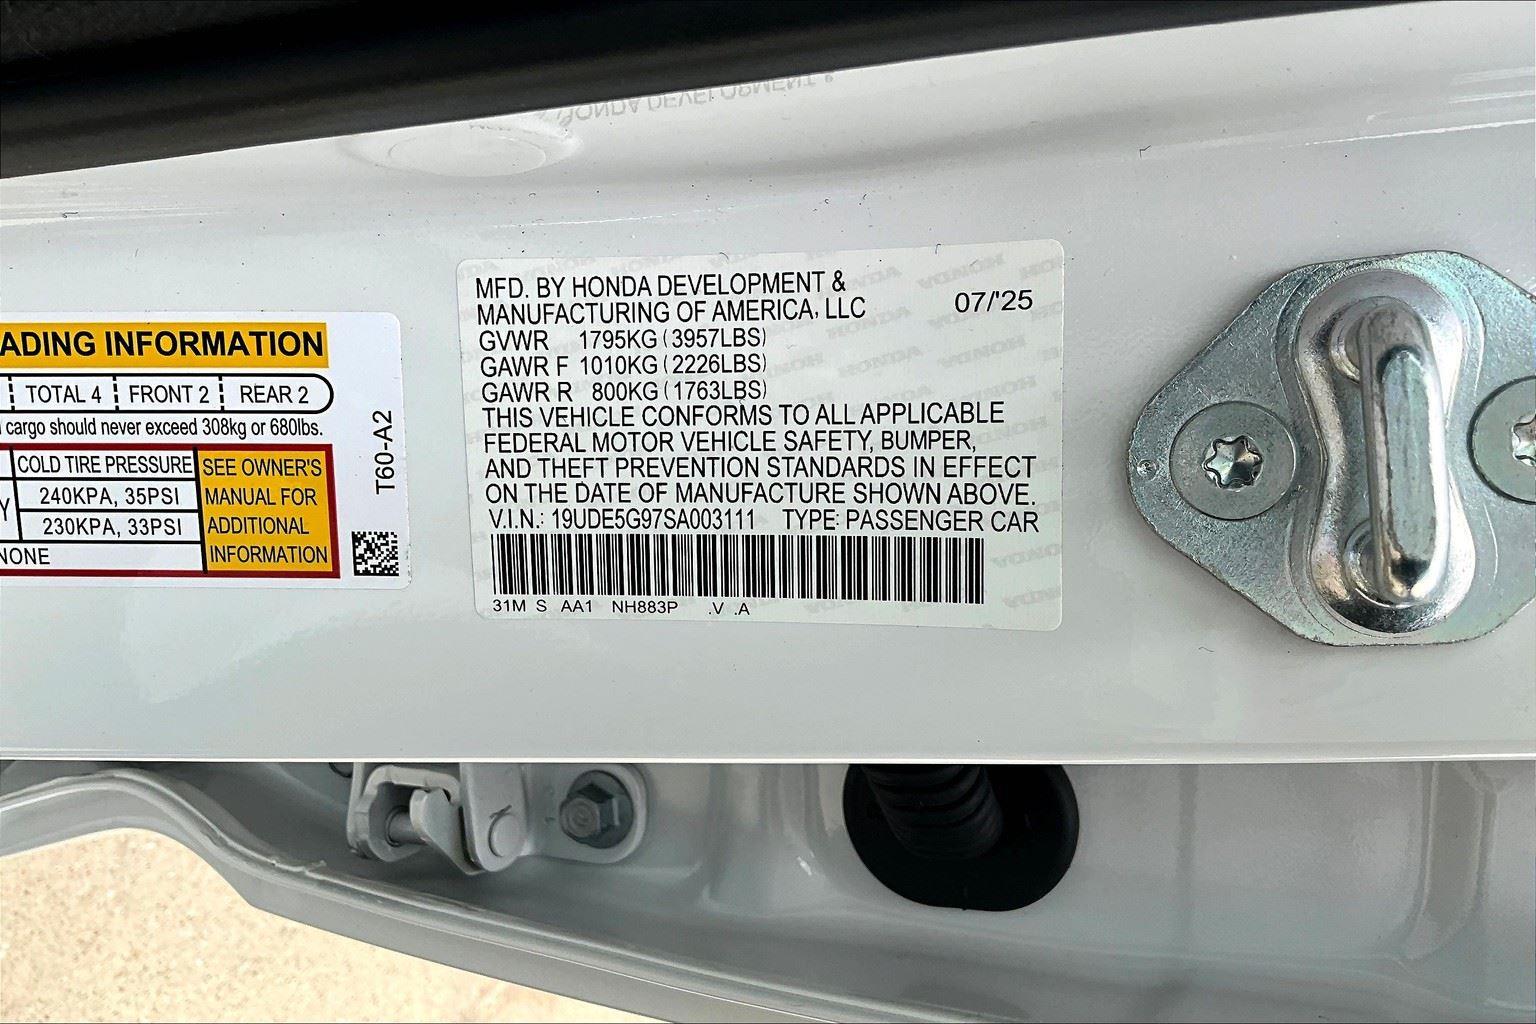 ADING INFORMATION
TOTAL 4 FRONT 2 REAR 2
cargo should never exceed 308kg or 680lbs.
COLD TIRE PRESSURE
240KPA, 35PSI
230KPA, 33PSI
NONE
SEE OWNER'S
MANUAL FOR
ADDITIONAL
INFORMATION
T60-A2
MFD. BY HONDA DEVELOPMENT &
MANUFACTURING OF AMERICA, LLC 07/'25
GVWR 1795KG (3957LBS)
GAWR F 1010KG (2226LBS)
GAWR R 800KG (1763LBS)
THIS VEHICLE CONFORMS TO ALL APPLICABLE
FEDERAL MOTOR VEHICLE SAFETY, BUMPER,
AND THEFT PREVENTION STANDARDS IN EFFECT
ON THE DATE OF MANUFACTURE SHOWN ABOVE.
V.I.N.: 19UDE5G97SA003111 TYPE: PASSENGER CAR
31M S AA1 NH883P .V .A